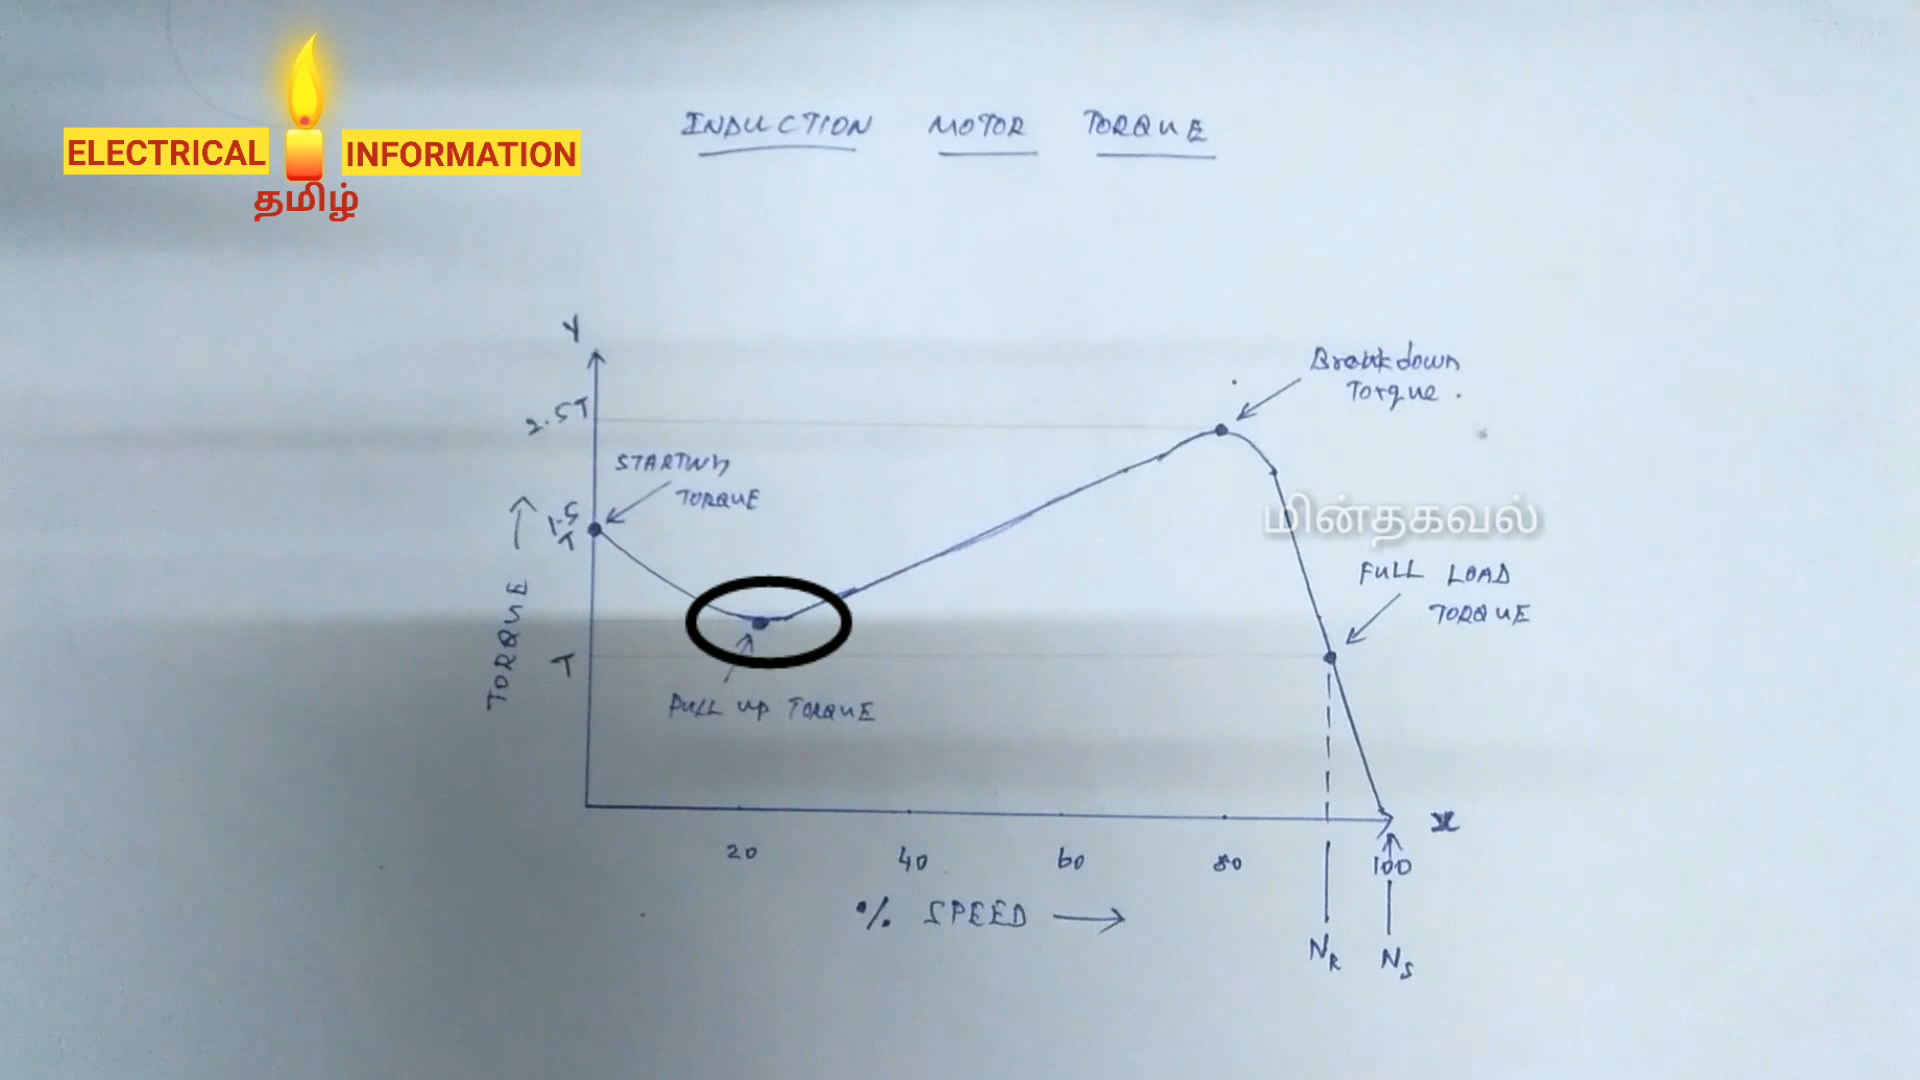 ELECTRICAL INFORMATION
தமிழ்
INDUCTION MOTOR TORQUE
Y
2.5T
Breakdown
Torque.
STARTING
TORQUE
1.5
T
மின்தகவல்
FULL LOAD
TORQUE
TORQUE
T
PULL UP TORQUE
X
20 40 60 80 100
% SPEED
NR NS